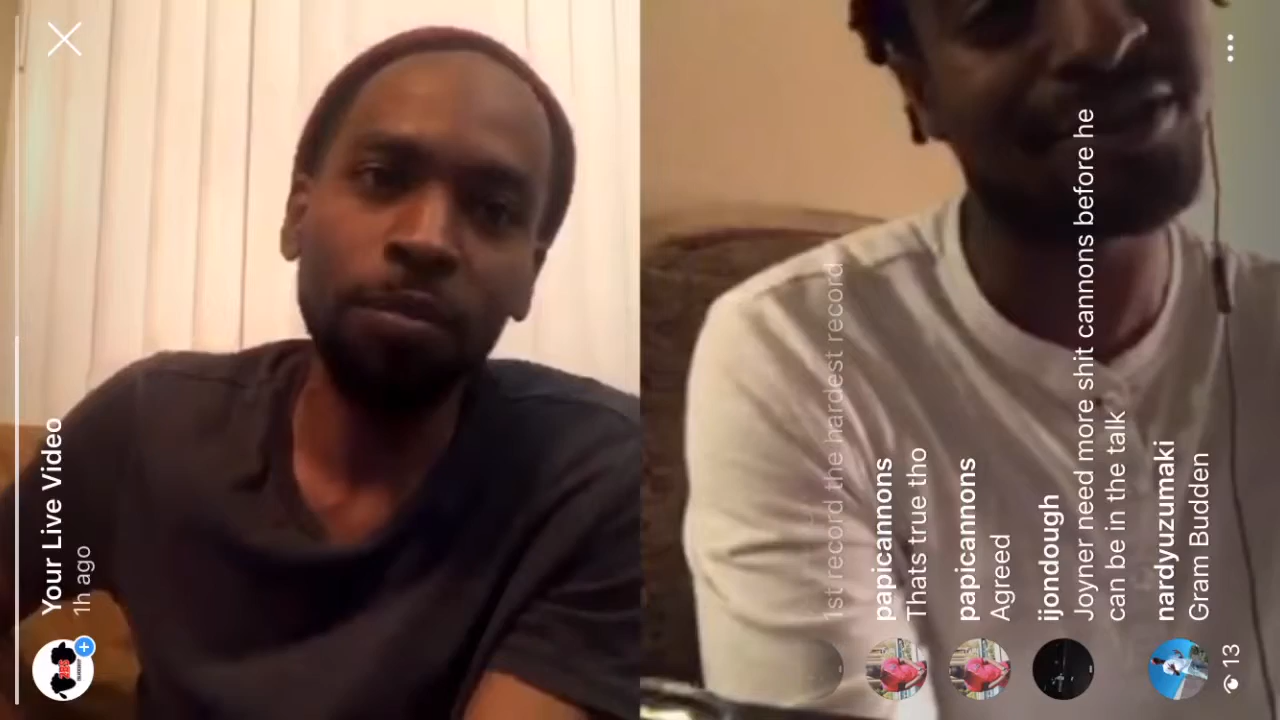 Your Live Video
1h ago
1st record the hardest record
papicannons
Thats true tho
papicannons
Agreed
ijondough
Joyner need more shit cannons before he
can be in the talk
nardyuzumaki
Gram Budden
13